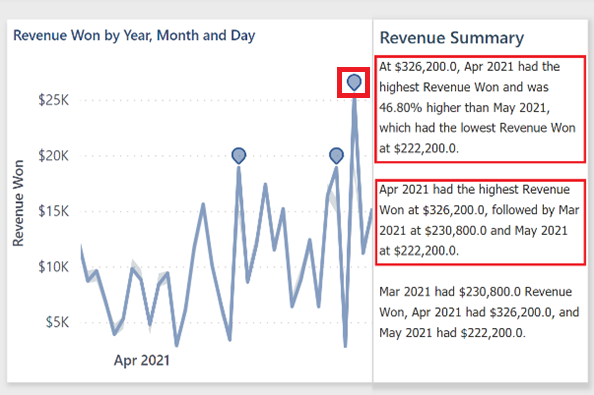 Revenue Won by Year, Month and Day
Revenue Won
$25K
$20K
$15K
$10K
$5K
Apr 2021
Revenue Summary
At $326,200.0, Apr 2021 had the
highest Revenue Won and was
46.80% higher than May 2021,
which had the lowest Revenue Won
at $222,200.0.
Apr 2021 had the highest Revenue
Won at $326,200.0, followed by Mar
2021 at $230,800.0 and May 2021
at $222,200.0.
Mar 2021 had $230,800.0 Revenue
Won, Apr 2021 had $326,200.0, and
May 2021 had $222,200.0.